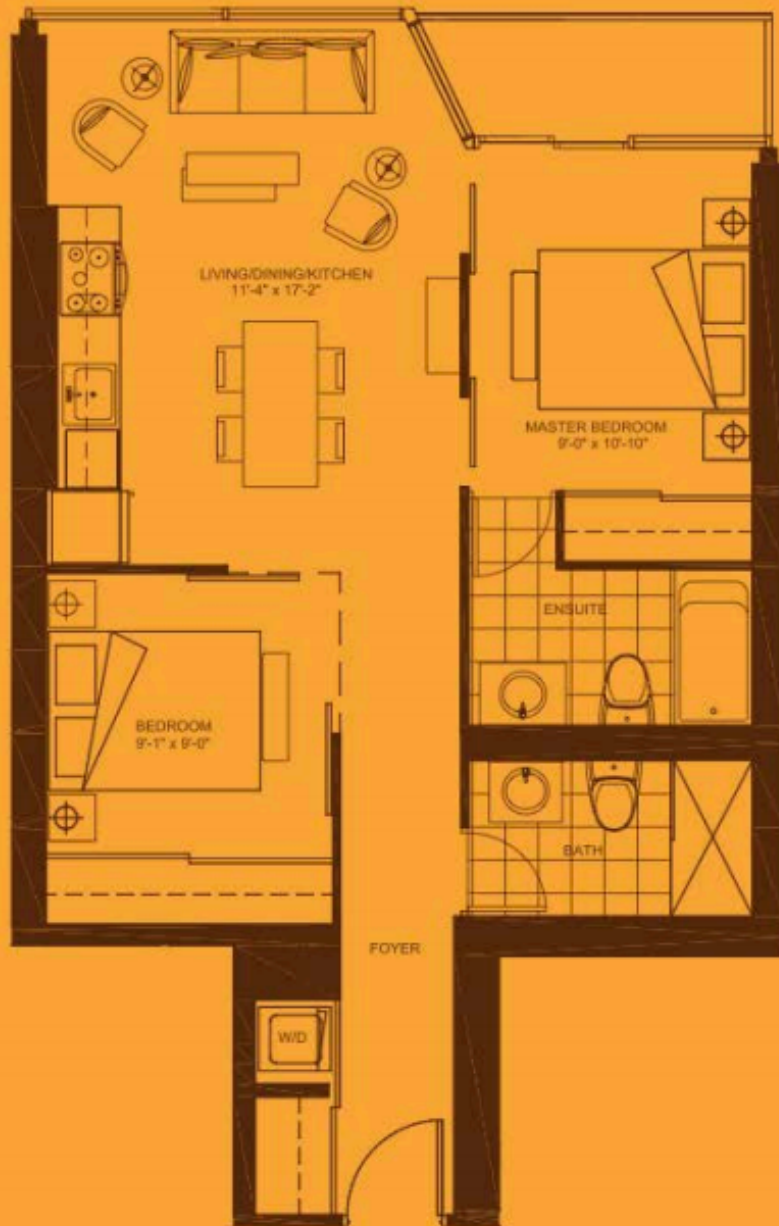 LIVING/DINING/KITCHEN
11'-4" x 17'-2"
MASTER BEDROOM
9'-0" x 10'-10"
ENSUITE
BEDROOM
9'-1" x 9'-0"
BATH
FOYER
W/D